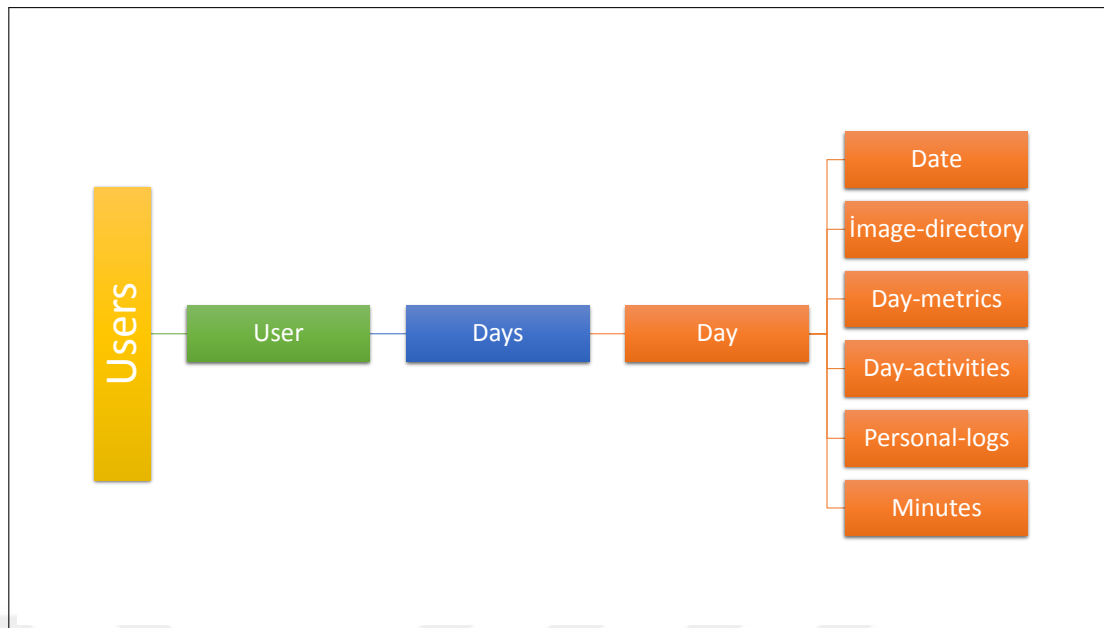 Users
User
Days
Day
Date
İmage-directory
Day-metrics
Day-activities
Personal-logs
Minutes